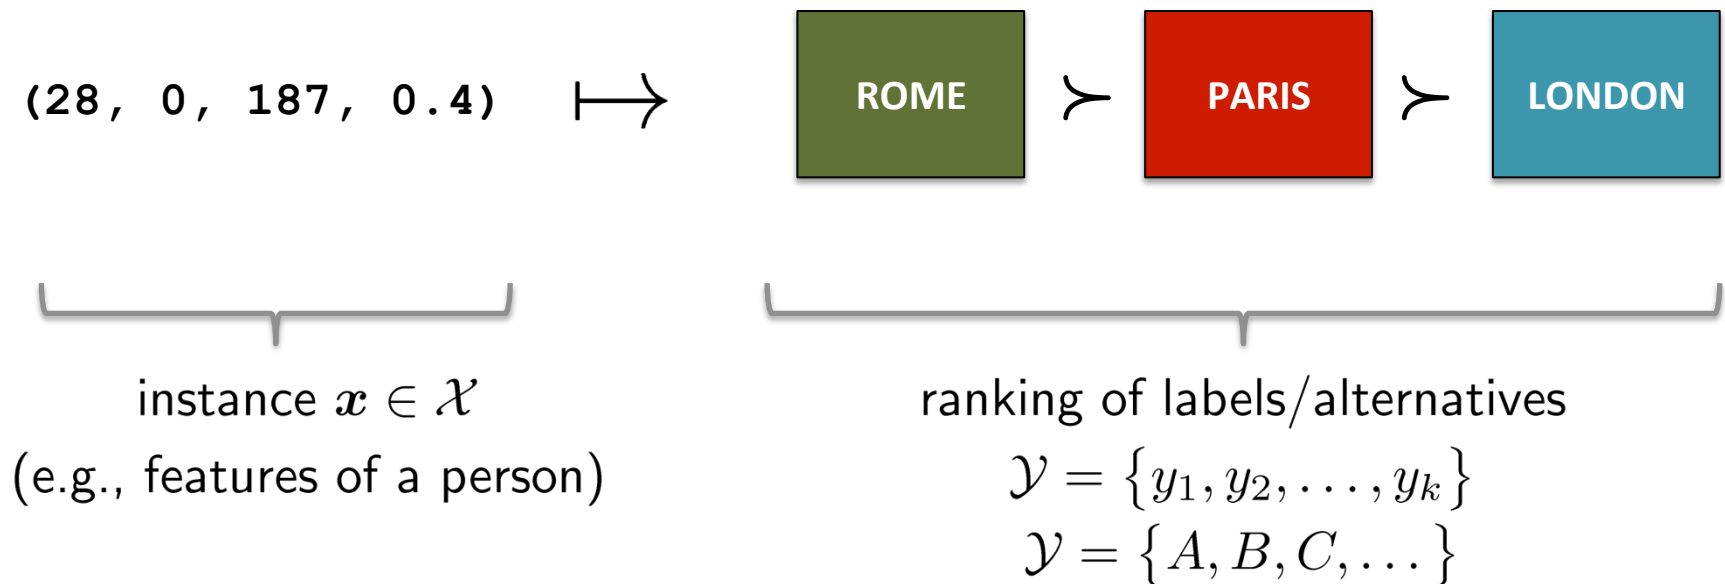 (28, 0, 187, 0.4) ↦ ROME ≻ PARIS ≻ LONDON
instance 𝒙 ∈ 𝒳
(e.g., features of a person)
ranking of labels/alternatives
𝒴 = {y₁, y₂, . . . , yₖ}
𝒴 = {A, B, C, . . . }